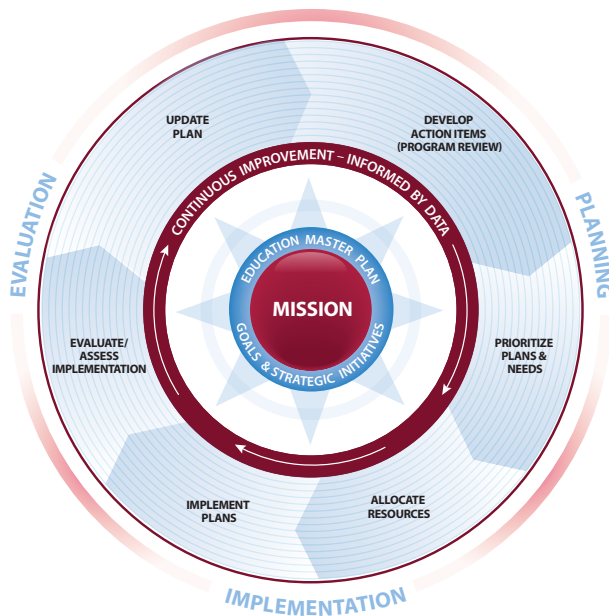 UPDATE
PLAN
DEVELOP
ACTION ITEMS
(PROGRAM REVIEW)
CONTINUOUS IMPROVEMENT – INFORMED BY DATA
EVALUATION
PLANNING
EDUCATION MASTER PLAN
MISSION
GOALS & STRATEGIC INITIATIVES
EVALUATE/
ASSESS
IMPLEMENTATION
PRIORITIZE
PLANS &
NEEDS
IMPLEMENT
PLANS
ALLOCATE
RESOURCES
IMPLEMENTATION